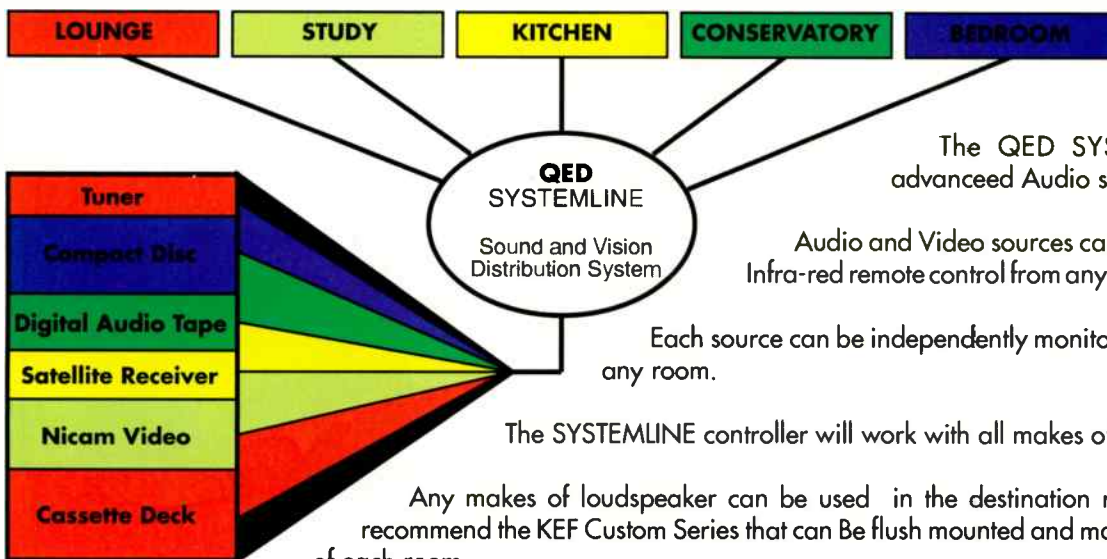 LOUNGE
STUDY
KITCHEN
CONSERVATORY
BEDROOM
QED
SYSTEMLINE
Sound and Vision
Distribution System
Tuner
Compact Disc
Digital Audio Tape
Satellite Receiver
Nicam Video
Cassette Deck
The QED SYS
advanceed Audio s
Audio and Video sources ca
Infra-red remote control from any
Each source can be independently monito
any room.
The SYSTEMLINE controller will work with all makes o
Any makes of loudspeaker can be used in the destination
recommend the KEF Custom Series that can Be flush mounted and
of each room